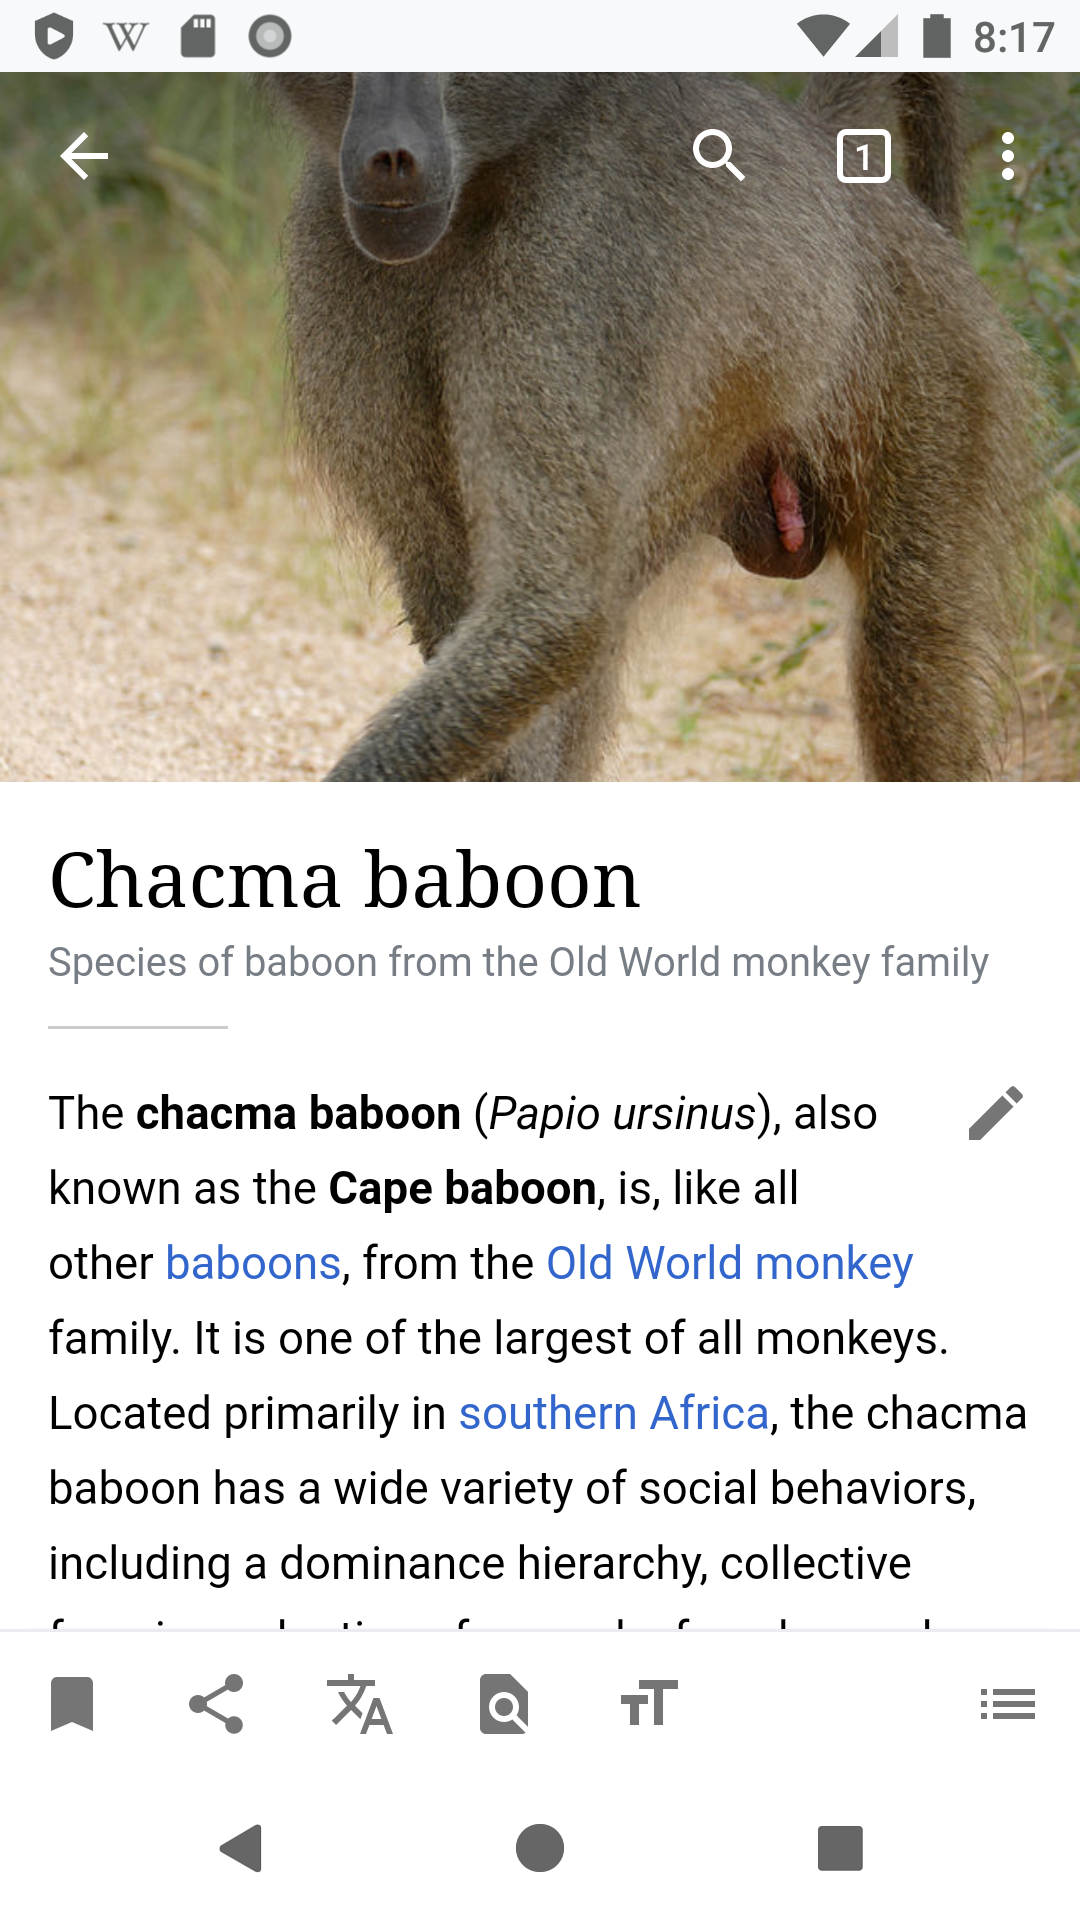 8:17
1
Chacma baboon
Species of baboon from the Old World monkey family
The chacma baboon (Papio ursinus), also
known as the Cape baboon, is, like all
other baboons, from the Old World monkey
family. It is one of the largest of all monkeys.
Located primarily in southern Africa, the chacma
baboon has a wide variety of social behaviors,
including a dominance hierarchy, collective